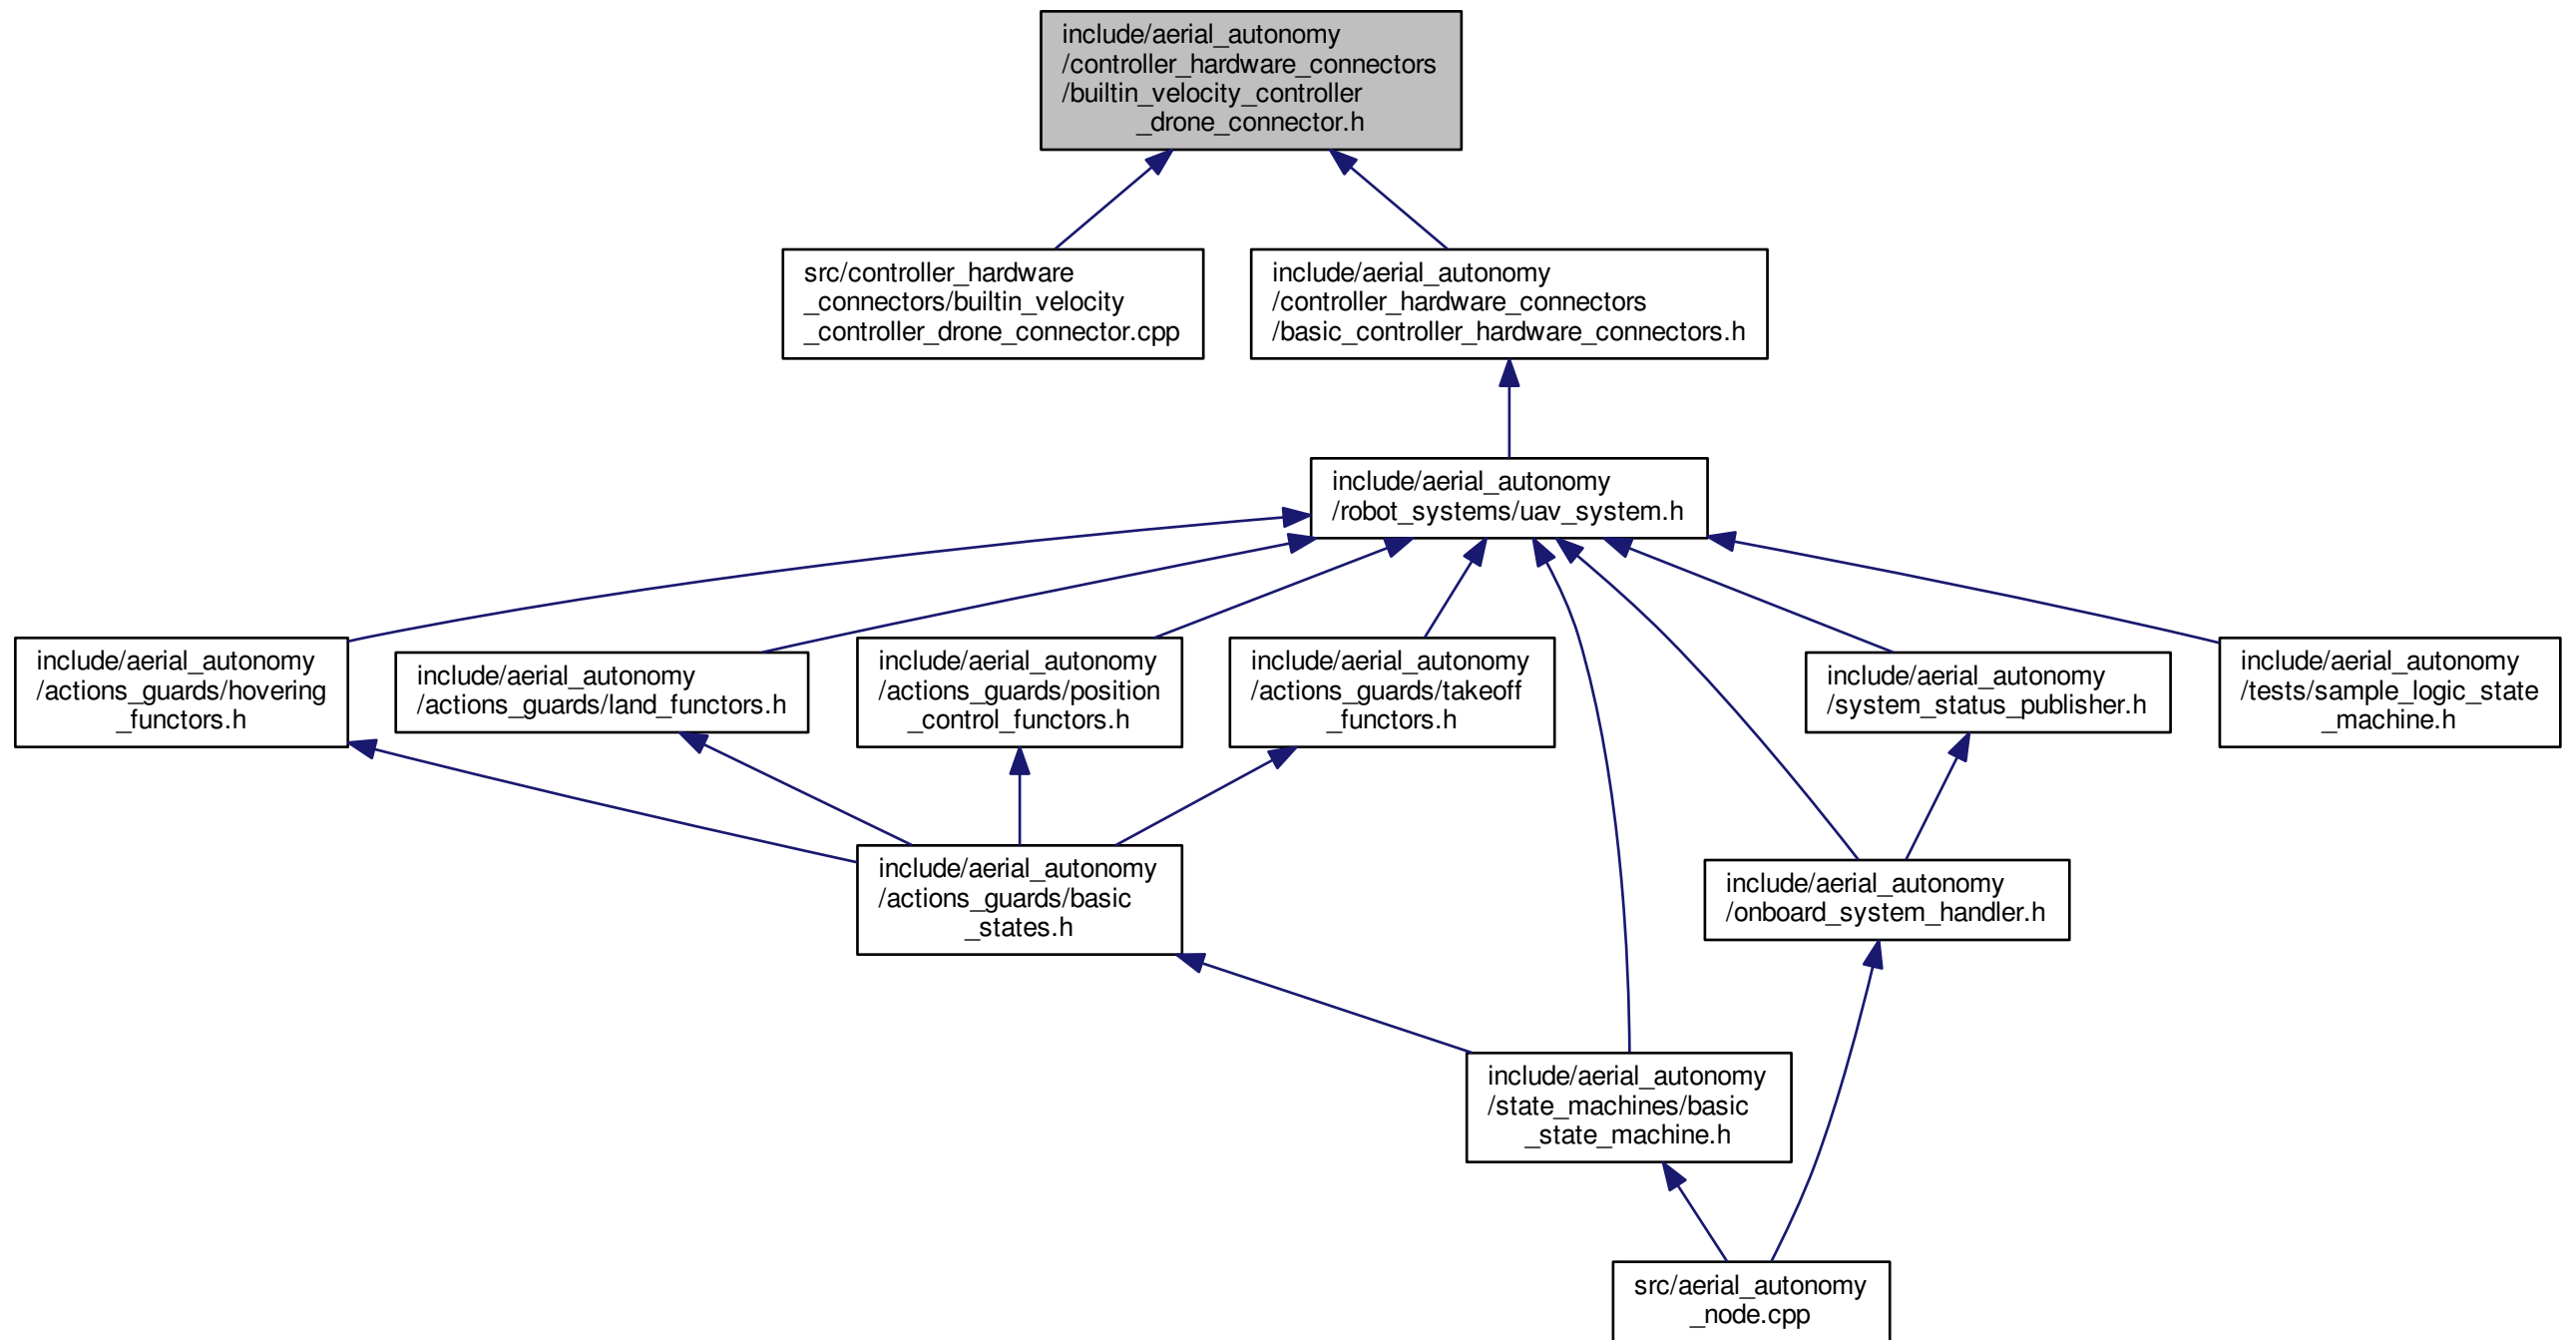 include/aerial_autonomy
/controller_hardware_connectors
/builtin_velocity_controller
_drone_connector.h
src/controller_hardware
_connectors/builtin_velocity
_controller_drone_connector.cpp
include/aerial_autonomy
/controller_hardware_connectors
/basic_controller_hardware_connectors.h
include/aerial_autonomy
/robot_systems/uav_system.h
include/aerial_autonomy
/actions_guards/hovering
_functors.h
include/aerial_autonomy
/actions_guards/land_functors.h
include/aerial_autonomy
/actions_guards/position
_control_functors.h
include/aerial_autonomy
/actions_guards/takeoff
_functors.h
include/aerial_autonomy
/system_status_publisher.h
include/aerial_autonomy
/tests/sample_logic_state
_machine.h
include/aerial_autonomy
/actions_guards/basic
_states.h
include/aerial_autonomy
/onboard_system_handler.h
include/aerial_autonomy
/state_machines/basic
_state_machine.h
src/aerial_autonomy
_node.cpp